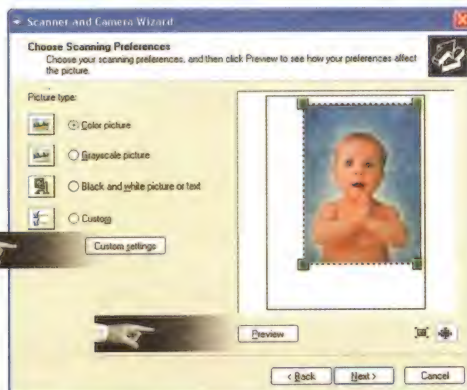 Scanner and Camera Wizard
Choose Scanning Preferences
Choose your scanning preferences, and then click Preview to see how your preferences affect
the picture.
Picture type:
Color picture
Grayscale picture
Black and white picture or text
Custom
Custom settings
Preview
< Back
Next >
Cancel